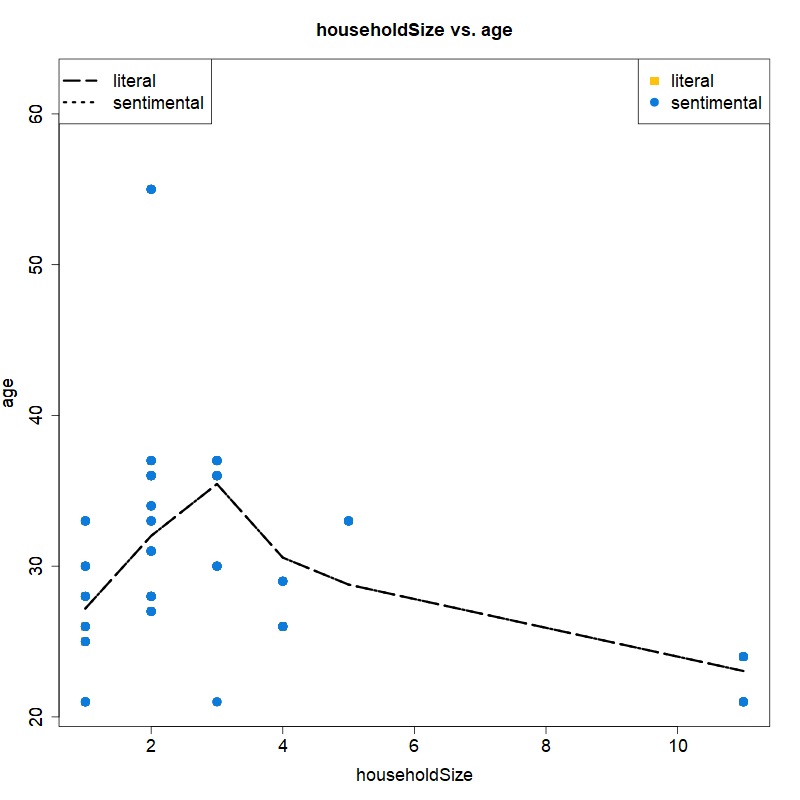 householdSize vs. age
literal
sentimental
literal
sentimental
60
50
40
30
20
age
2 4 6 8 10
householdSize